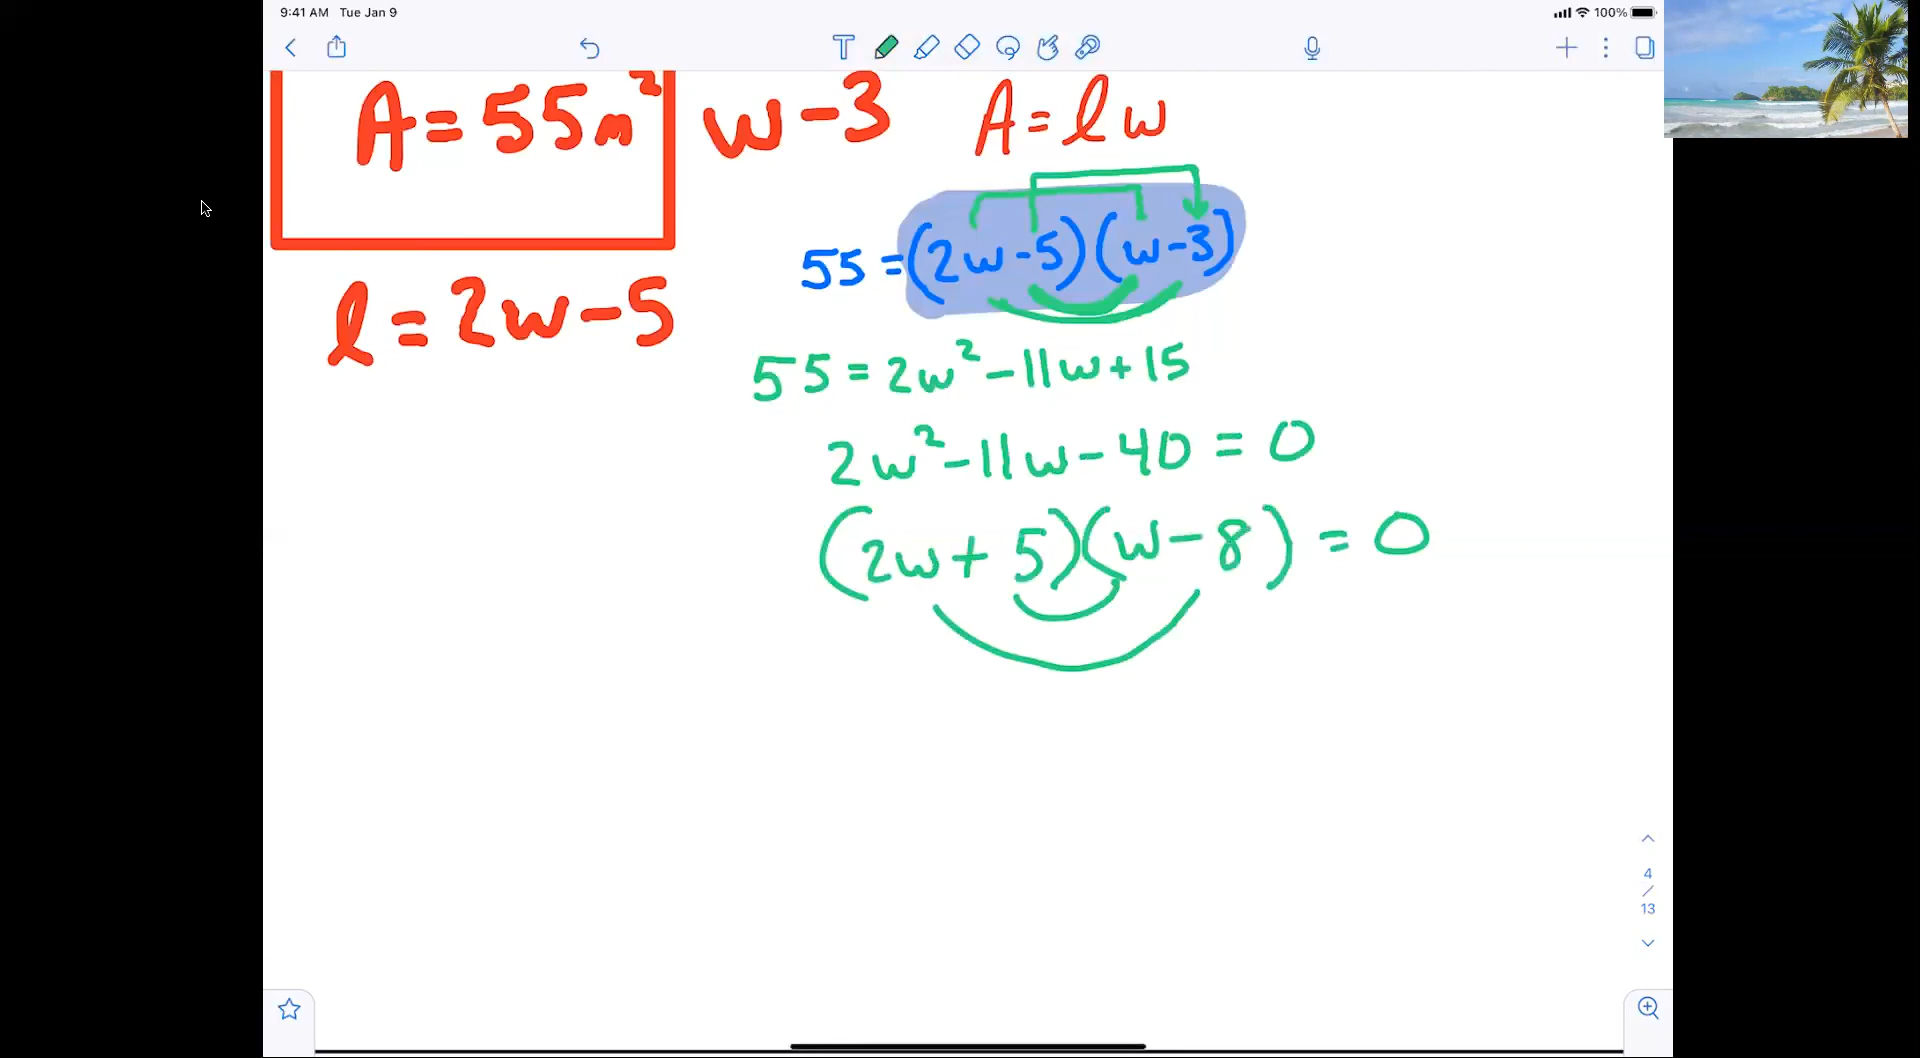 9:41 AM Tue Jan 9
100%
A = 55m²
w - 3
A = lw
55 = (2w - 5)(w - 3)
l = 2w - 5
55 = 2w² - 11w + 15
2w² - 11w - 40 = 0
(2w + 5)(w - 8) = 0
4
/
13